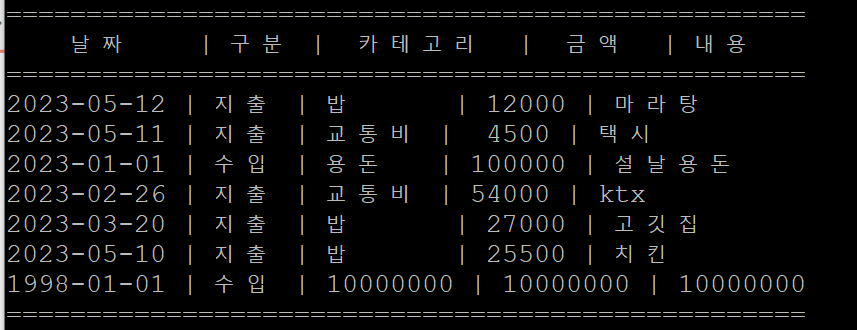 ==================================================
날짜 | 구분 | 카테고리 | 금액 | 내용
==================================================
2023-05-12 | 지출 | 밥 | 12000 | 마라탕
2023-05-11 | 지출 | 교통비 | 4500 | 택시
2023-01-01 | 수입 | 용돈 | 100000 | 설날용돈
2023-02-26 | 지출 | 교통비 | 54000 | ktx
2023-03-20 | 지출 | 밥 | 27000 | 고깃집
2023-05-10 | 지출 | 밥 | 25500 | 치킨
1998-01-01 | 수입 | 10000000 | 10000000 | 10000000
==================================================